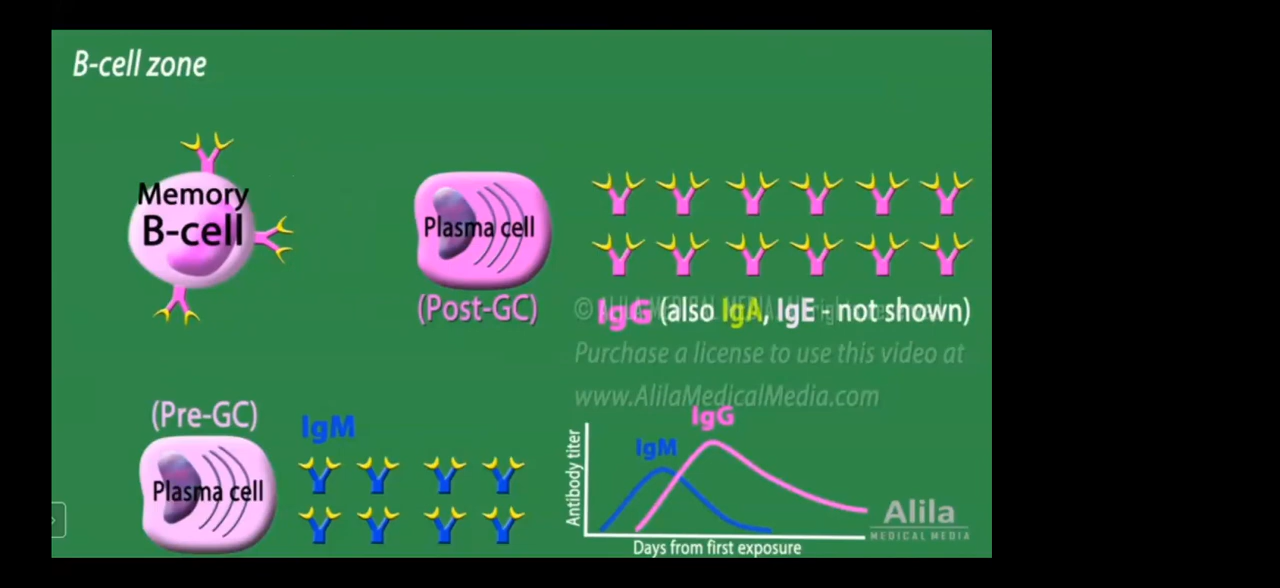 B-cell zone
Memory
B-cell
Plasma cell
(Post-GC)
IgG (also IgA, IgE - not shown)
Purchase a license to use this video at
www.AlilaMedicalMedia.com
(Pre-GC)
IgM
Plasma cell
IgG
IgM
Antibody titer
Days from first exposure
Alila
MEDICAL MEDIA